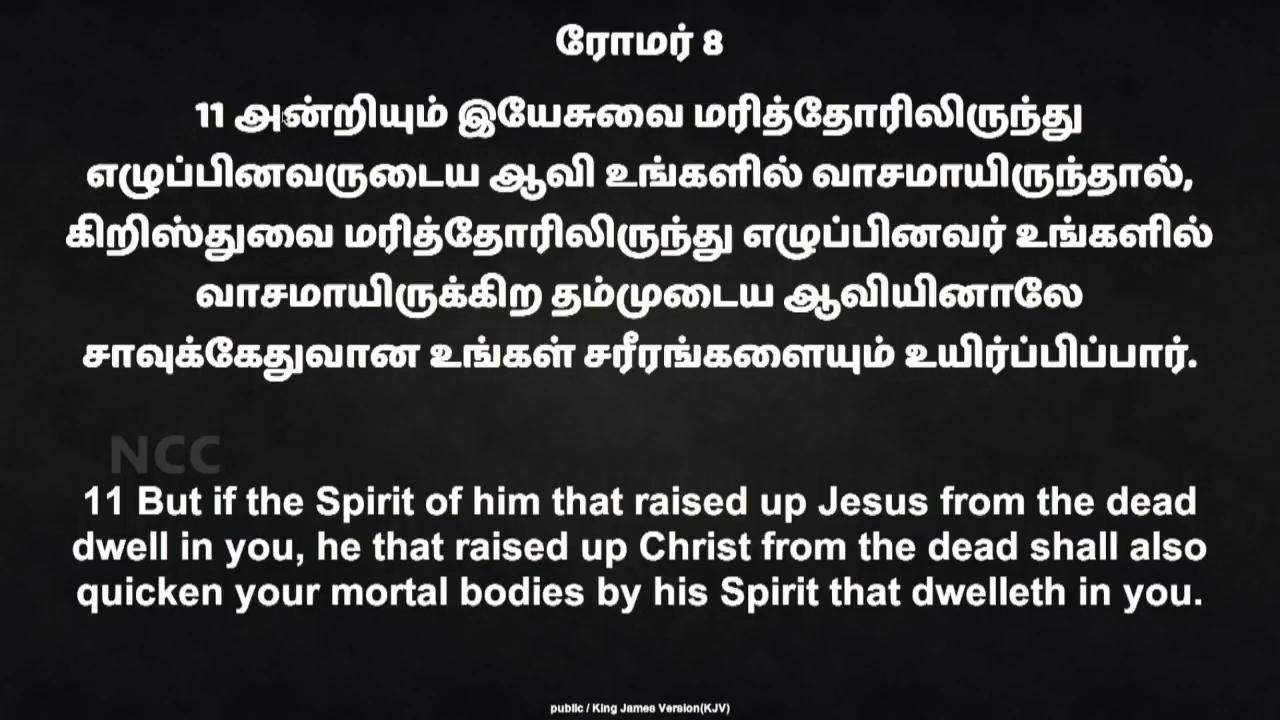 ரோமர் 8
11 அன்றியும் இயேசுவை மரித்தோரிலிருந்து
எழுப்பினவருடைய ஆவி உங்களில் வாசமாயிருந்தால்,
கிறிஸ்துவை மரித்தோரிலிருந்து எழுப்பினவர் உங்களில்
வாசமாயிருக்கிற தம்முடைய ஆவியினாலே
சாவுக்கேதுவான உங்கள் சரீரங்களையும் உயிர்ப்பிப்பார்.
NCC
11 But if the Spirit of him that raised up Jesus from the dead
dwell in you, he that raised up Christ from the dead shall also
quicken your mortal bodies by his Spirit that dwelleth in you.
public / King James Version(KJV)